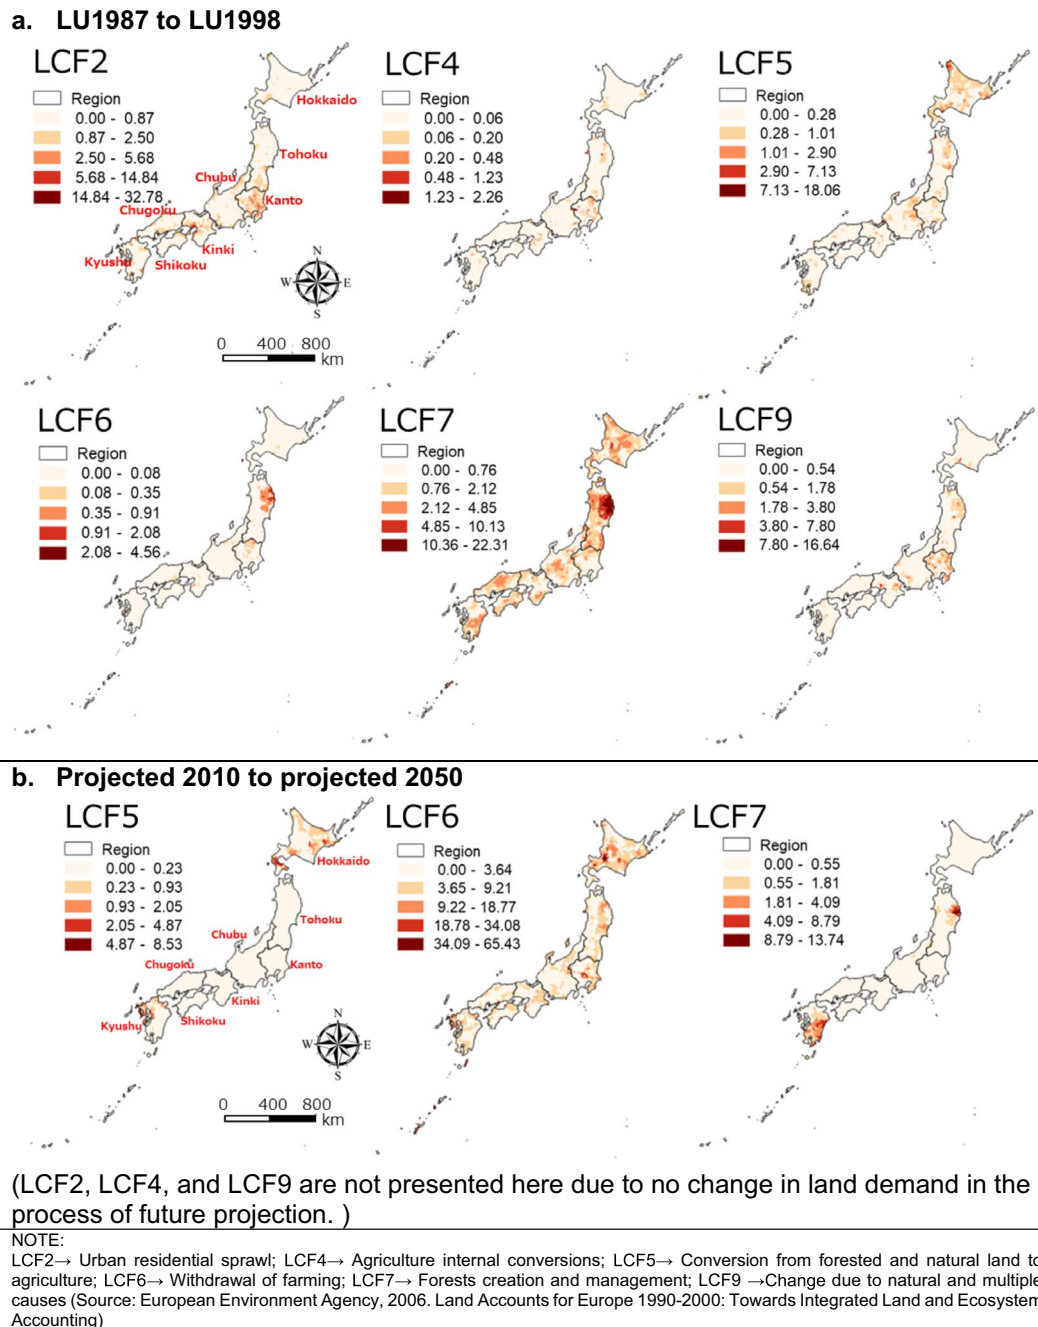 a. LU1987 to LU1998
LCF2
Region
0.00 - 0.87
0.87 - 2.50
2.50 - 5.68
5.68 - 14.84
14.84 - 32.78
Hokkaido
Tohoku
Chubu
Kanto
Chugoku
Kinki
Kyushu
Shikoku
N
W
E
S
0 400 800
km
LCF4
Region
0.00 - 0.06
0.06 - 0.20
0.20 - 0.48
0.48 - 1.23
1.23 - 2.26
LCF5
Region
0.00 - 0.28
0.28 - 1.01
1.01 - 2.90
2.90 - 7.13
7.13 - 18.06
LCF6
Region
0.00 - 0.08
0.08 - 0.35
0.35 - 0.91
0.91 - 2.08
2.08 - 4.56
LCF7
Region
0.00 - 0.76
0.76 - 2.12
2.12 - 4.85
4.85 - 10.13
10.36 - 22.31
LCF9
Region
0.00 - 0.54
0.54 - 1.78
1.78 - 3.80
3.80 - 7.80
7.80 - 16.64
b. Projected 2010 to projected 2050
LCF5
Region
0.00 - 0.23
0.23 - 0.93
0.93 - 2.05
2.05 - 4.87
4.87 - 8.53
Hokkaido
Tohoku
Chubu
Chugoku
Kanto
Kinki
Kyushu
Shikoku
N
W
E
S
0 400 800
km
LCF6
Region
0.00 - 3.64
3.65 - 9.21
9.22 - 18.77
18.78 - 34.08
34.09 - 65.43
LCF7
Region
0.00 - 0.55
0.55 - 1.81
1.81 - 4.09
4.09 - 8.79
8.79 - 13.74
(LCF2, LCF4, and LCF9 are not presented here due to no change in land demand in the
process of future projection. )
NOTE:
LCF2→ Urban residential sprawl; LCF4→ Agriculture internal conversions; LCF5→ Conversion from forested and natural land to
agriculture; LCF6→ Withdrawal of farming; LCF7→ Forests creation and management; LCF9 →Change due to natural and multiple
causes (Source: European Environment Agency, 2006. Land Accounts for Europe 1990-2000: Towards Integrated Land and Ecosystem
Accounting)